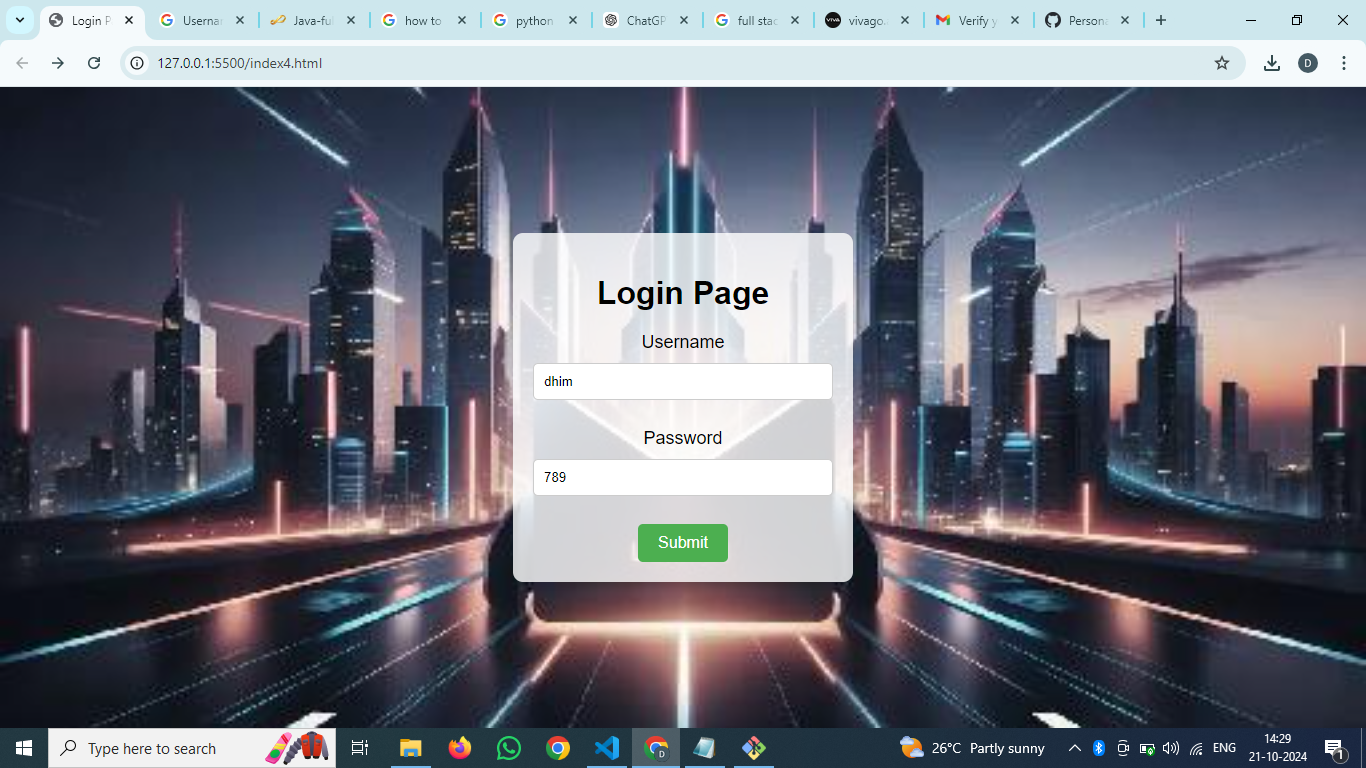 Login P
Usernam
Java-ful
how to
python
ChatGP
full stac
vivago.
Verify y
Person
127.0.0.1:5500/index4.html
D
Login Page
Username
dhim
Password
789
Submit
Type here to search
26°C Partly sunny
ENG
14:29
21-10-2024
1